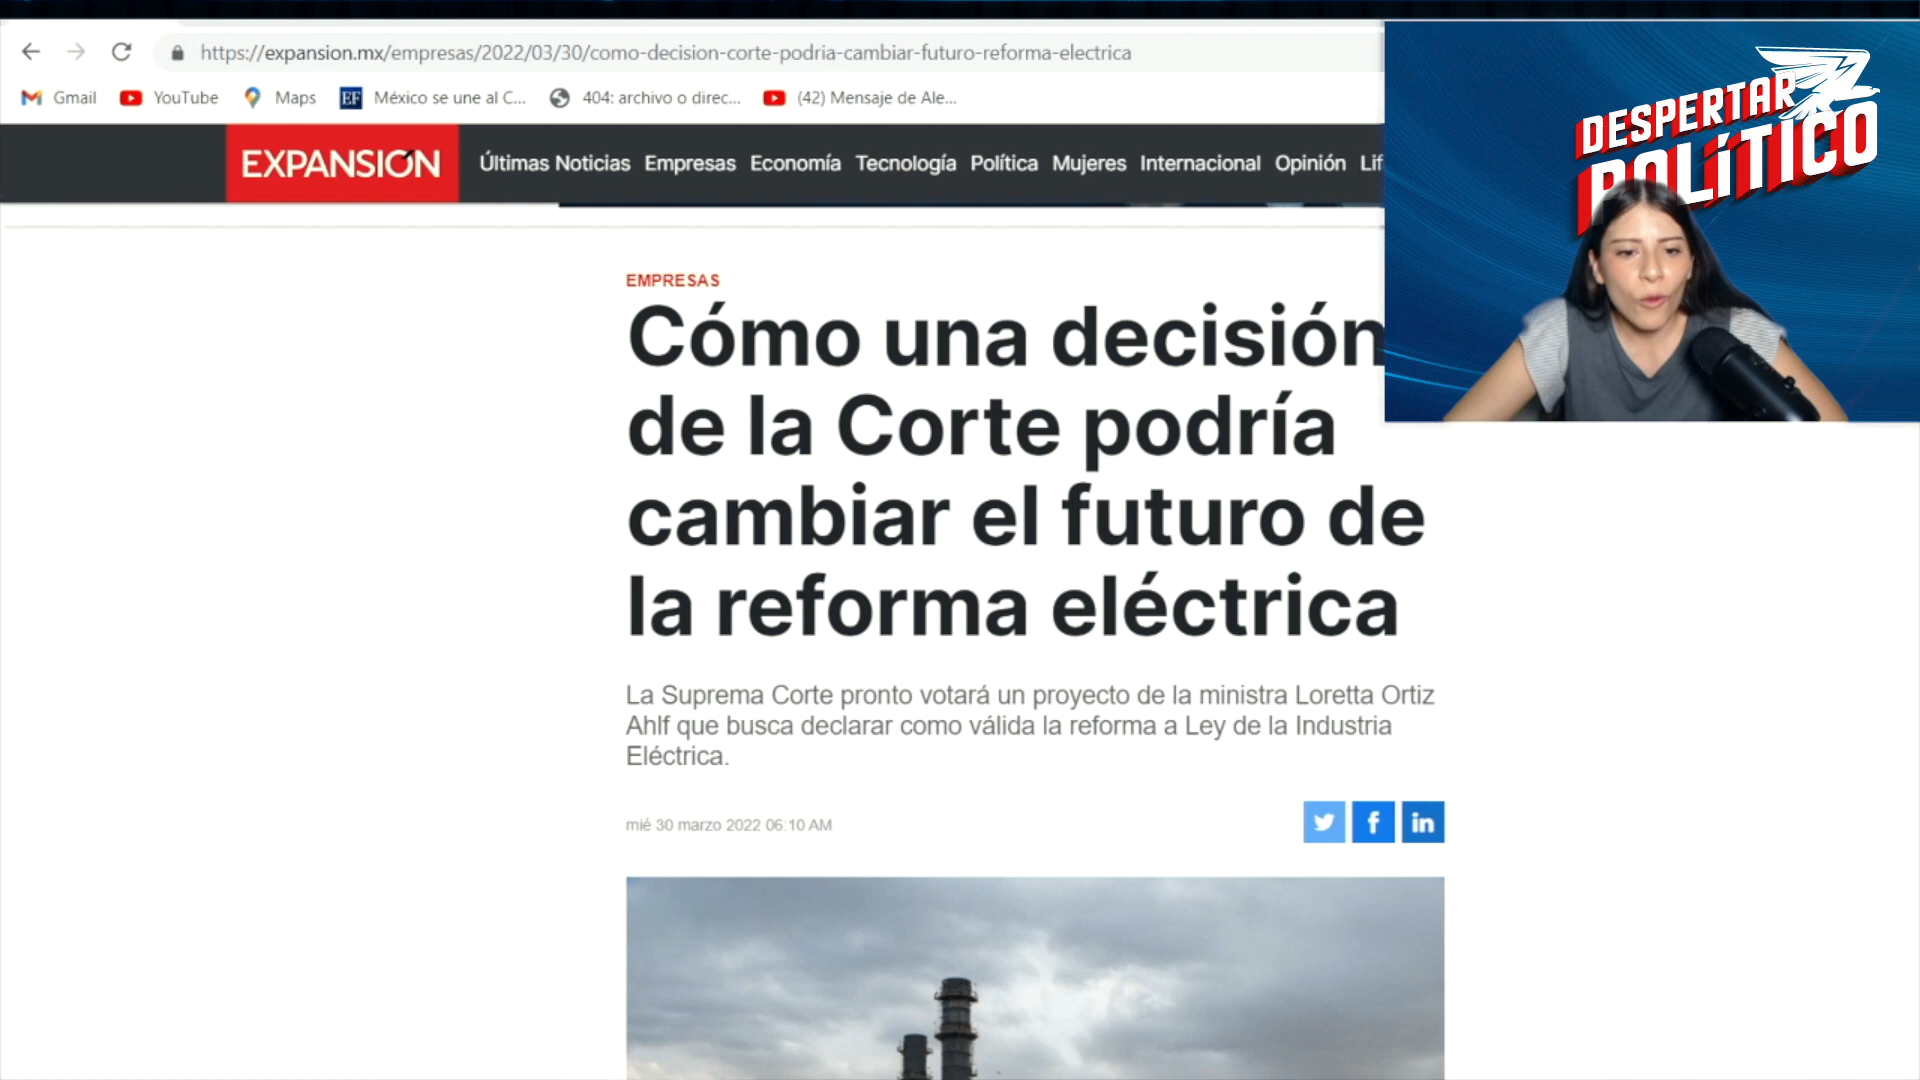 https://expansion.mx/empresas/2022/03/30/como-decision-corte-podria-cambiar-futuro-reforma-electrica
Gmail YouTube Maps EF México se une al C... 404: archivo o direc... (42) Mensaje de Ale...
EXPANSIÓN Últimas Noticias Empresas Economía Tecnología Política Mujeres Internacional Opinión Lif
DESPERTAR
POLÍTICO
EMPRESAS
Cómo una decisión
de la Corte podría
cambiar el futuro de
la reforma eléctrica
La Suprema Corte pronto votará un proyecto de la ministra Loretta Ortiz
Ahlf que busca declarar como válida la reforma a Ley de la Industria
Eléctrica.
mié 30 marzo 2022 06:10 AM